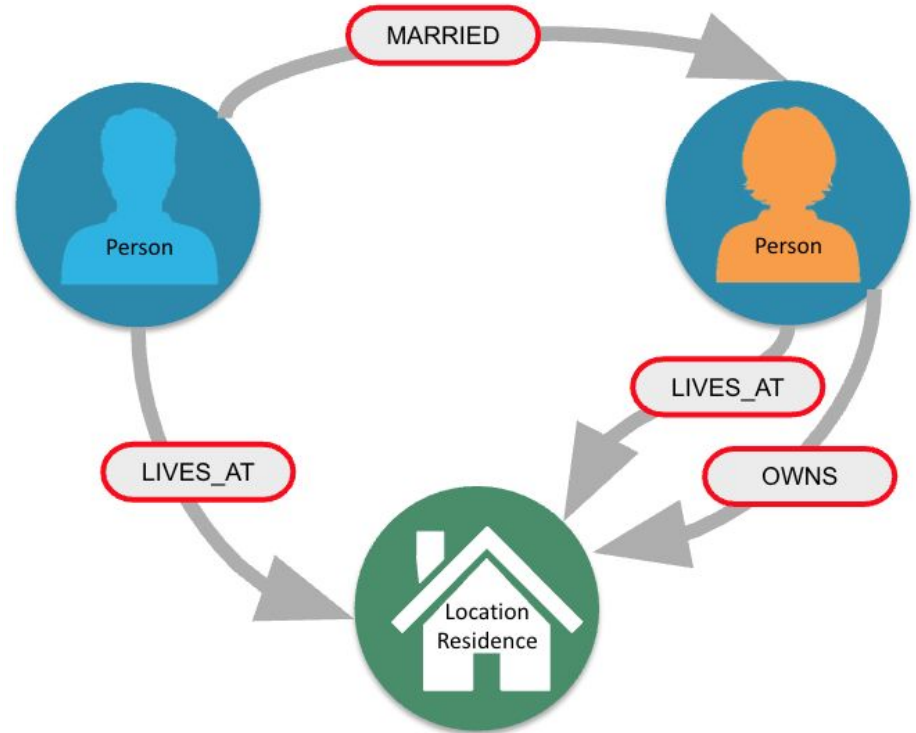 MARRIED
Person
Person
LIVES_AT
LIVES_AT
OWNS
Location
Residence